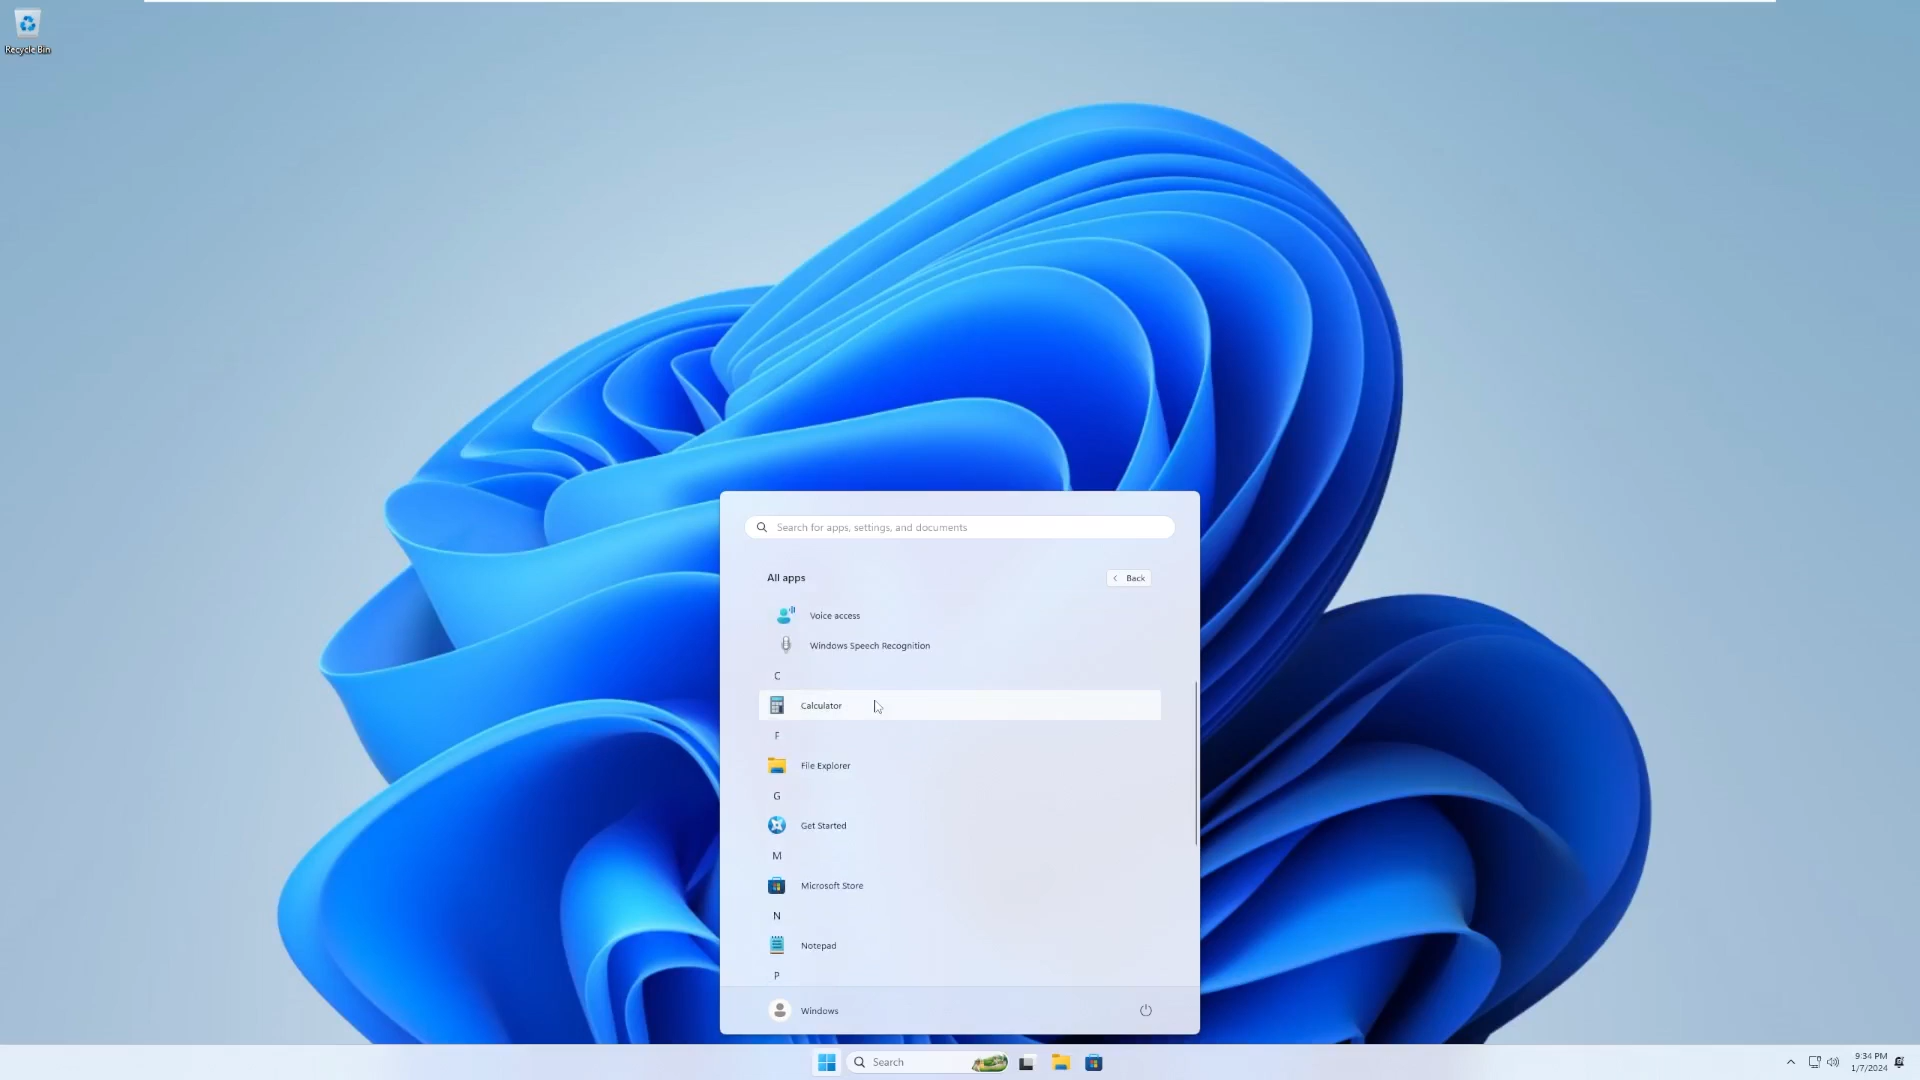 Recycle Bin
Search for apps, settings, and documents
All apps
Back
Voice access
Windows Speech Recognition
C
Calculator
F
File Explorer
G
Get Started
M
Microsoft Store
N
Notepad
P
Windows
Search
9:34 PM
1/7/2024